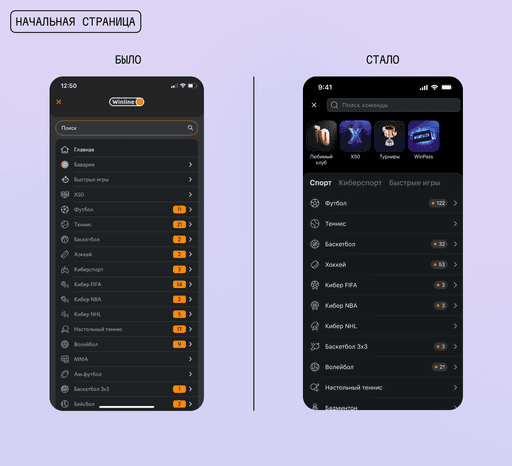 НАЧАЛЬНАЯ СТРАНИЦА
БЫЛО
12:50
Winline
Поиск
Главная
Бавария
Быстрые игры
X50
Футбол 11
Теннис 25
Баскетбол 2
Хоккей 2
Киберспорт 3
Кибер FIFA 14
Кибер NBA 2
Кибер NHL 5
Настольный теннис 17
Волейбол 9
ММА
Ам.футбол
Баскетбол 3x3 1
Бейсбол 2
СТАЛО
9:41
Поиск команды
Любимый клуб
X50
Турниры
WinPass
Спорт Киберспорт Быстрые игры
Футбол 122
Теннис
Баскетбол 32
Хоккей 53
Кибер FIFA 3
Кибер NBA 3
Кибер NHL
Баскетбол 3x3 3
Волейбол 21
Настольный теннис
Бадминтон